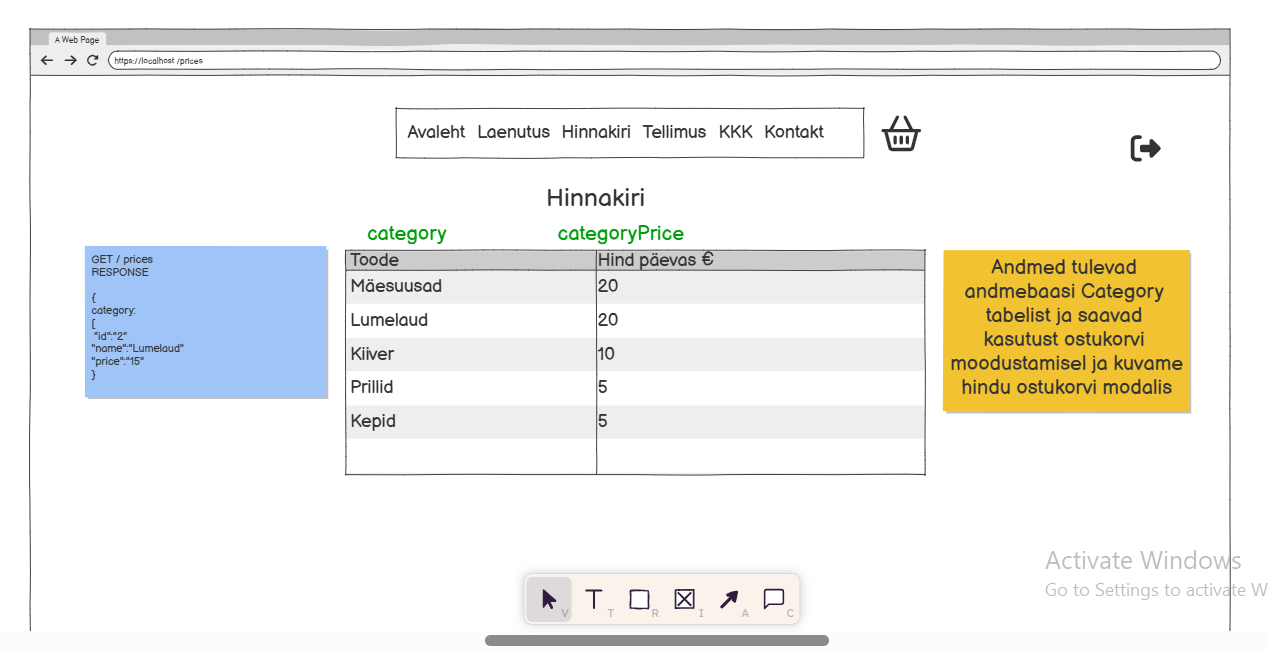 A Web Page
https://localhost /prices
Avaleht Laenutus Hinnakiri Tellimus KKK Kontakt
Hinnakiri
category categoryPrice
GET / prices
RESPONSE
{
category:
[
"id":"2"
"name":"Lumelaud"
"price":"15"
}
Toode Hind päevas €
Mäesuusad 20
Lumelaud 20
Kiiver 10
Prillid 5
Kepid 5
Andmed tulevad
andmebaasi Category
tabelist ja saavad
kasutust ostukorvi
moodustamisel ja kuvame
hindu ostukorvi modalis
Activate Windows
Go to Settings to activate W
V T R I A C